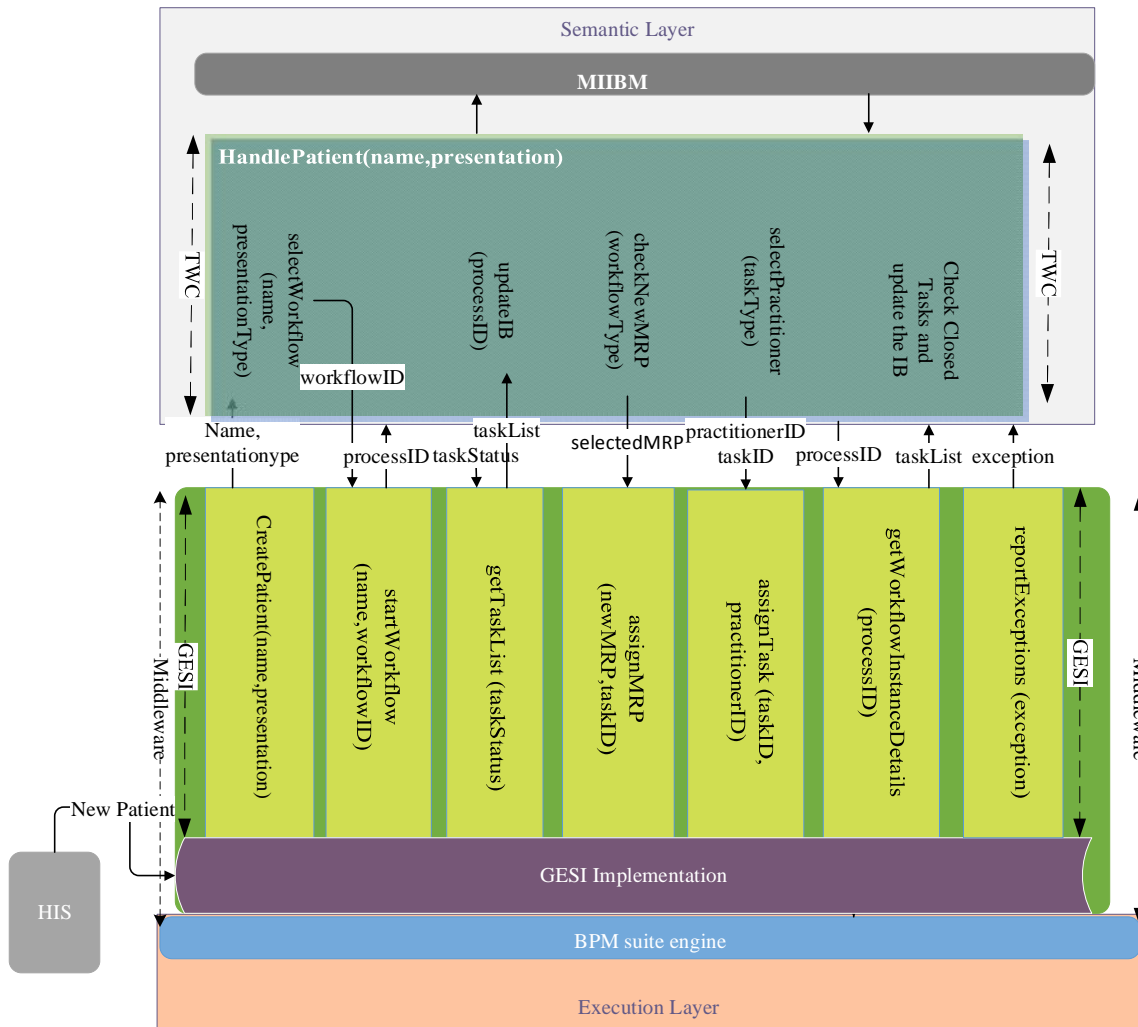 Semantic Layer
MIIBM
HandlePatient(name,presentation)
TWC
selectWorkflow
(name,
presentationType)
updateIB
(processID)
checkNewMRP
(workflowType)
selectPractitioner
(taskType)
Check Closed
Tasks and
update the IB
TWC
workflowID
Name,
presentationype
processID
taskList
taskStatus
selectedMRP
practitionerID
taskID
processID
taskList
exception
Middleware
GESI
CreatePatient(name,presentation)
startWorkflow
(name,workflowID)
getTaskList (taskStatus)
assignMRP
(newMRP,taskID)
assignTask (taskID,
practitionerID)
getWorkflowInstanceDetails
(processID)
reportExceptions (exception)
GESI
Middleware
New Patient
HIS
GESI Implementation
BPM suite engine
Execution Layer